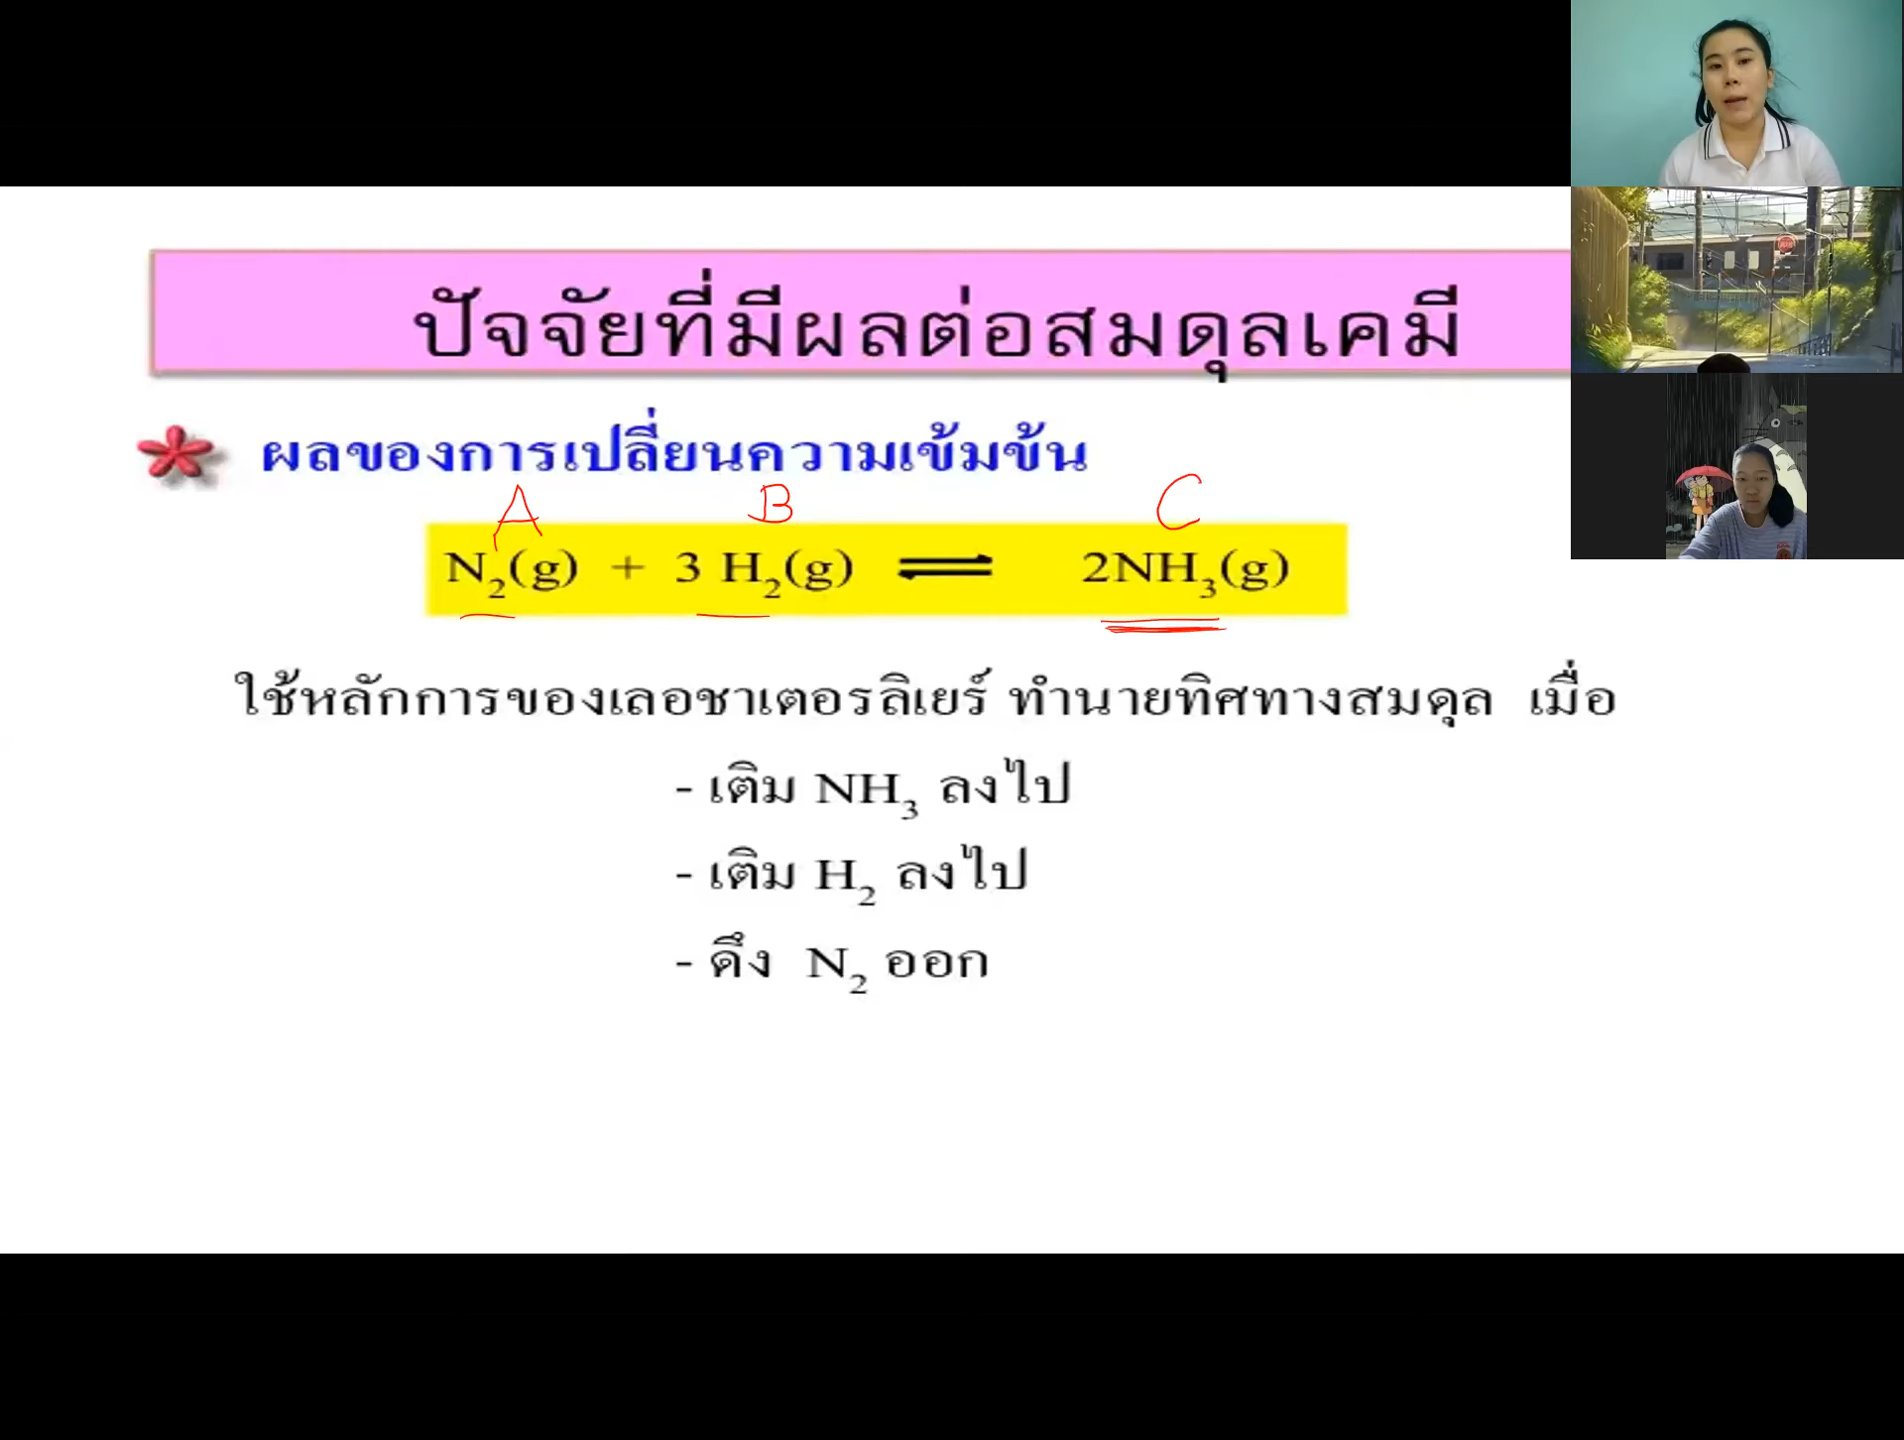 ปัจจัยที่มีผลต่อสมดุลเคมี
ผลของการเปลี่ยนความเข้มข้น
A B C
N₂(g) + 3 H₂(g) ⇌ 2NH₃(g)
ใช้หลักการของเลอชาเตอรลิเยร์ ทำนายทิศทางสมดุล เมื่อ
- เติม NH₃ ลงไป
- เติม H₂ ลงไป
- ดึง N₂ ออก